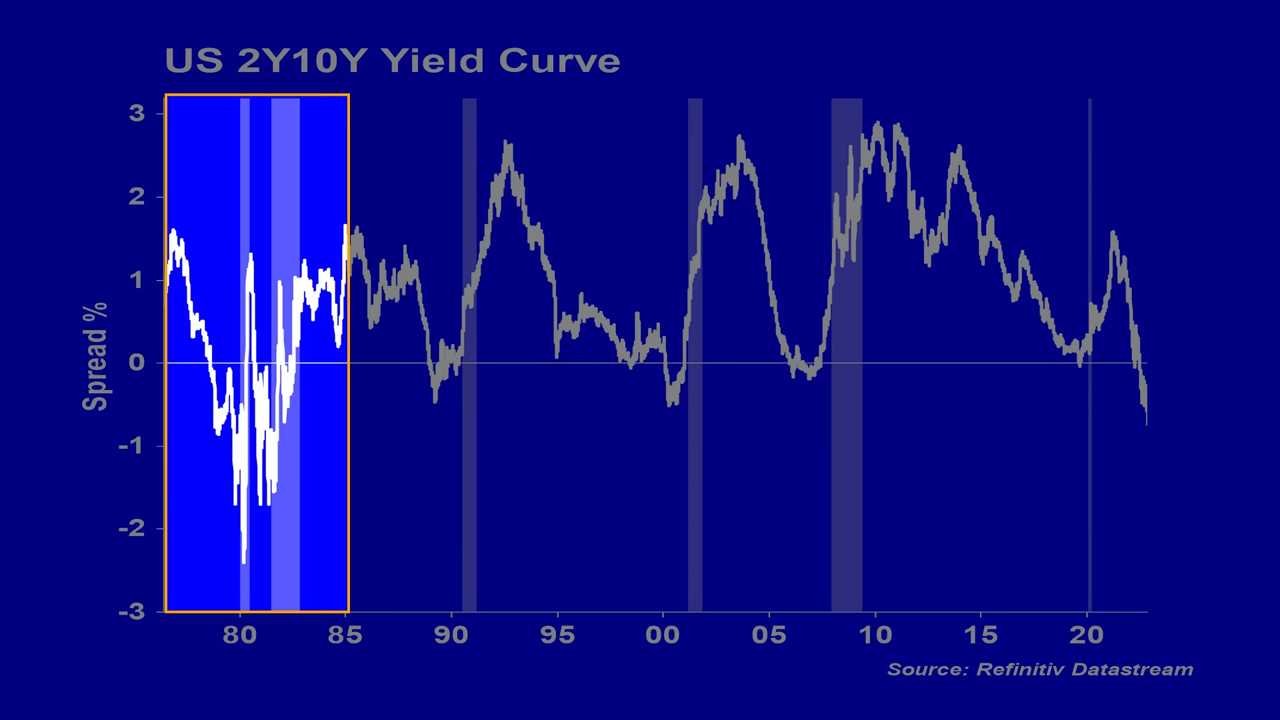 US 2Y10Y Yield Curve
3
2
1
0
-1
-2
-3
Spread %
80 85 90 95 00 05 10 15 20
Source: Refinitiv Datastream